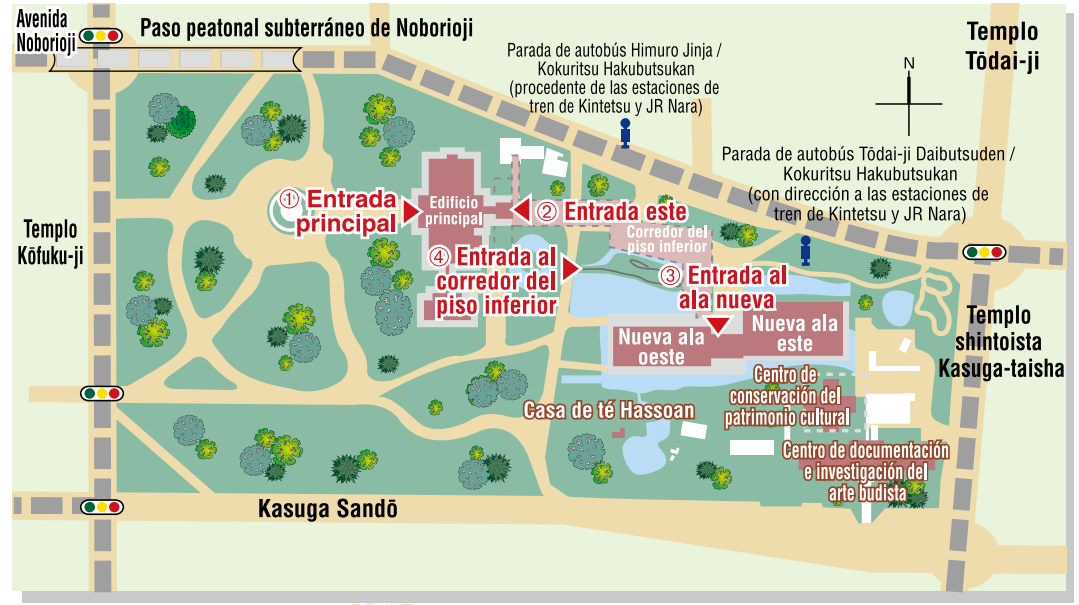 Avenida
Noborioji
Paso peatonal subterráneo de Noborioji
Templo
Tōdai-ji
Parada de autobús Himuro Jinja /
Kokuritsu Hakubutsukan
(procedente de las estaciones de
tren de Kintetsu y JR Nara)
N
Parada de autobús Tōdai-ji Daibutsuden /
Kokuritsu Hakubutsukan
(con dirección a las estaciones de
tren de Kintetsu y JR Nara)
① Entrada
principal
Edificio
principal
② Entrada este
Corredor del
piso inferior
Templo
Kōfuku-ji
④ Entrada al
corredor del
piso inferior
③ Entrada al
ala nueva
Nueva ala
oeste
Nueva ala
este
Templo
shintoista
Kasuga-taisha
Centro de
conservación del
patrimonio cultural
Casa de té Hassoan
Centro de documentación
e investigación del
arte budista
Kasuga Sandō